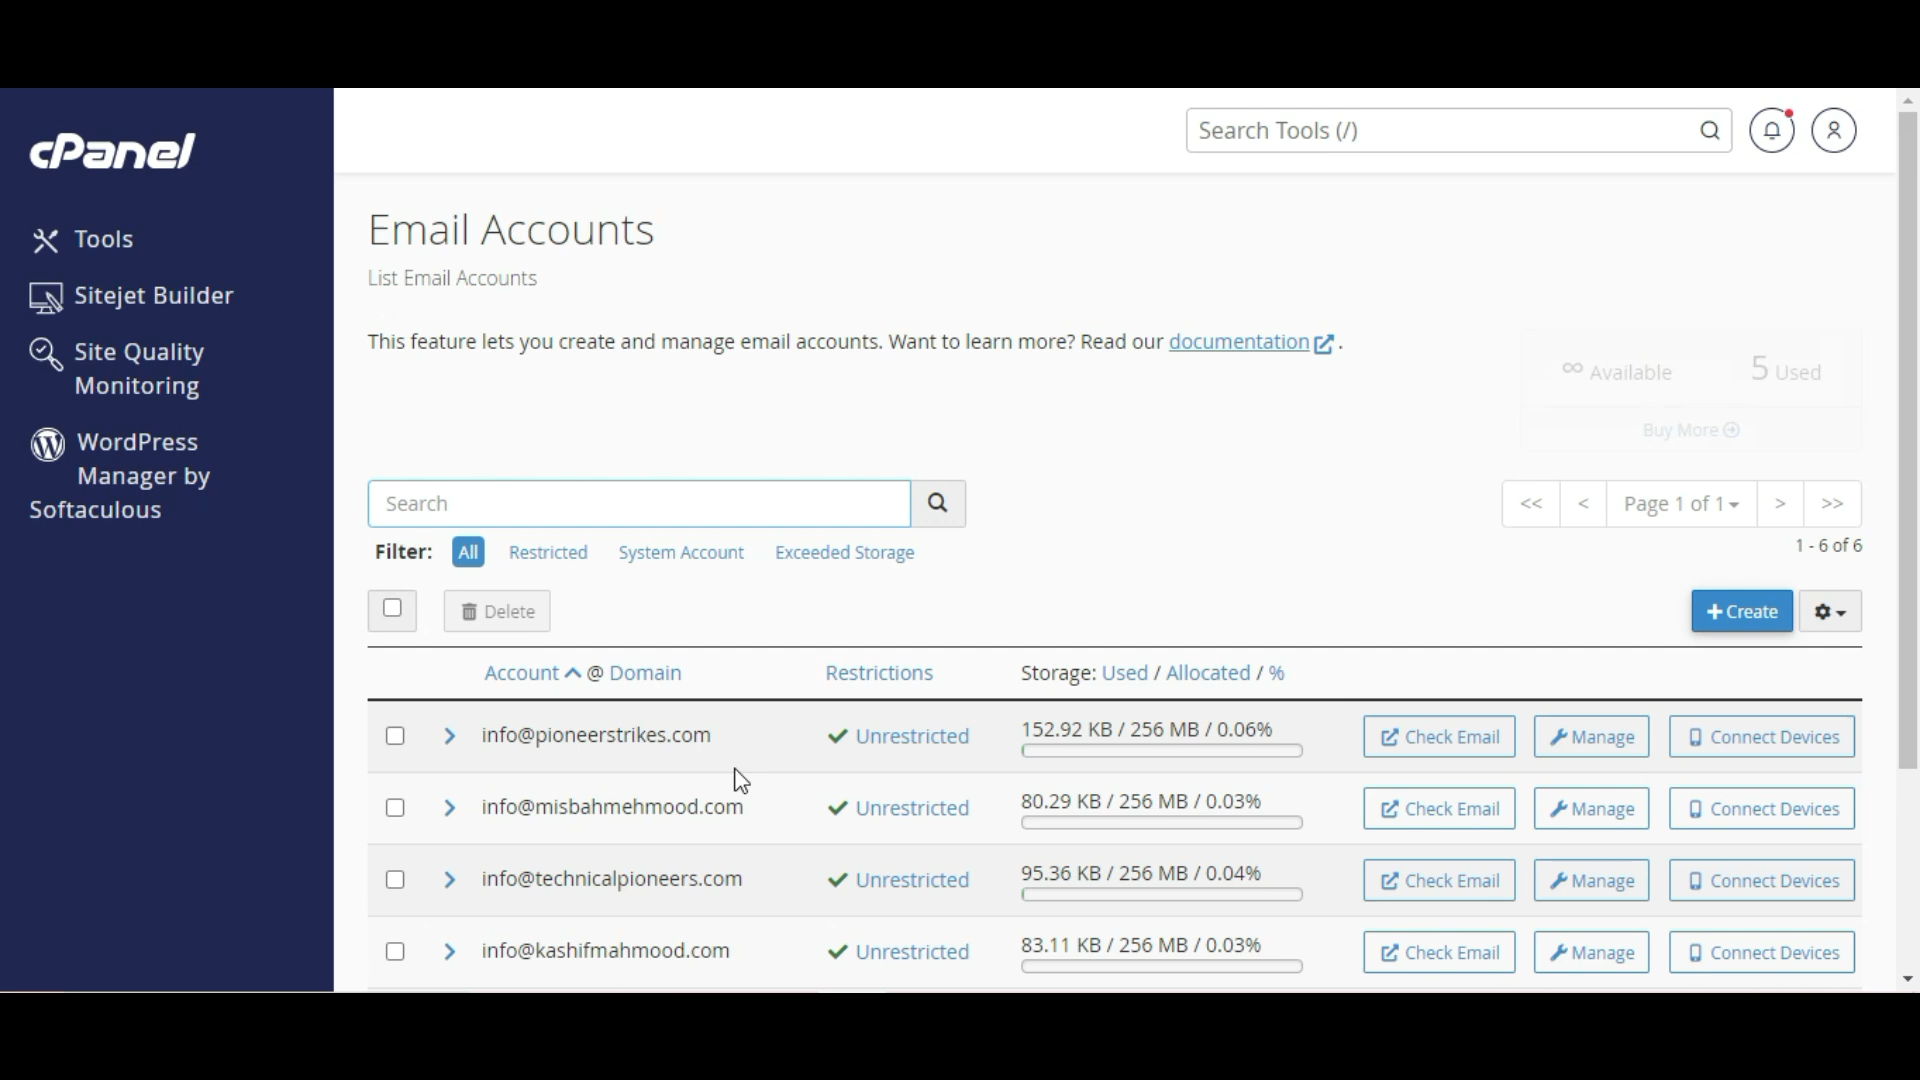 cPanel
Search Tools (/)
Tools
Sitejet Builder
Site Quality
Monitoring
WordPress
Manager by
Softaculous
Email Accounts
List Email Accounts
This feature lets you create and manage email accounts. Want to learn more? Read our documentation .
∞ Available 5 Used
Buy More
Search
<< < Page 1 of 1 > >>
Filter: All Restricted System Account Exceeded Storage
1 - 6 of 6
Delete
+ Create
Account @ Domain Restrictions Storage: Used / Allocated / %
info@pioneerstrikes.com Unrestricted 152.92 KB / 256 MB / 0.06% Check Email Manage Connect Devices
info@misbahmehmood.com Unrestricted 80.29 KB / 256 MB / 0.03% Check Email Manage Connect Devices
info@technicalpioneers.com Unrestricted 95.36 KB / 256 MB / 0.04% Check Email Manage Connect Devices
info@kashifmahmood.com Unrestricted 83.11 KB / 256 MB / 0.03% Check Email Manage Connect Devices